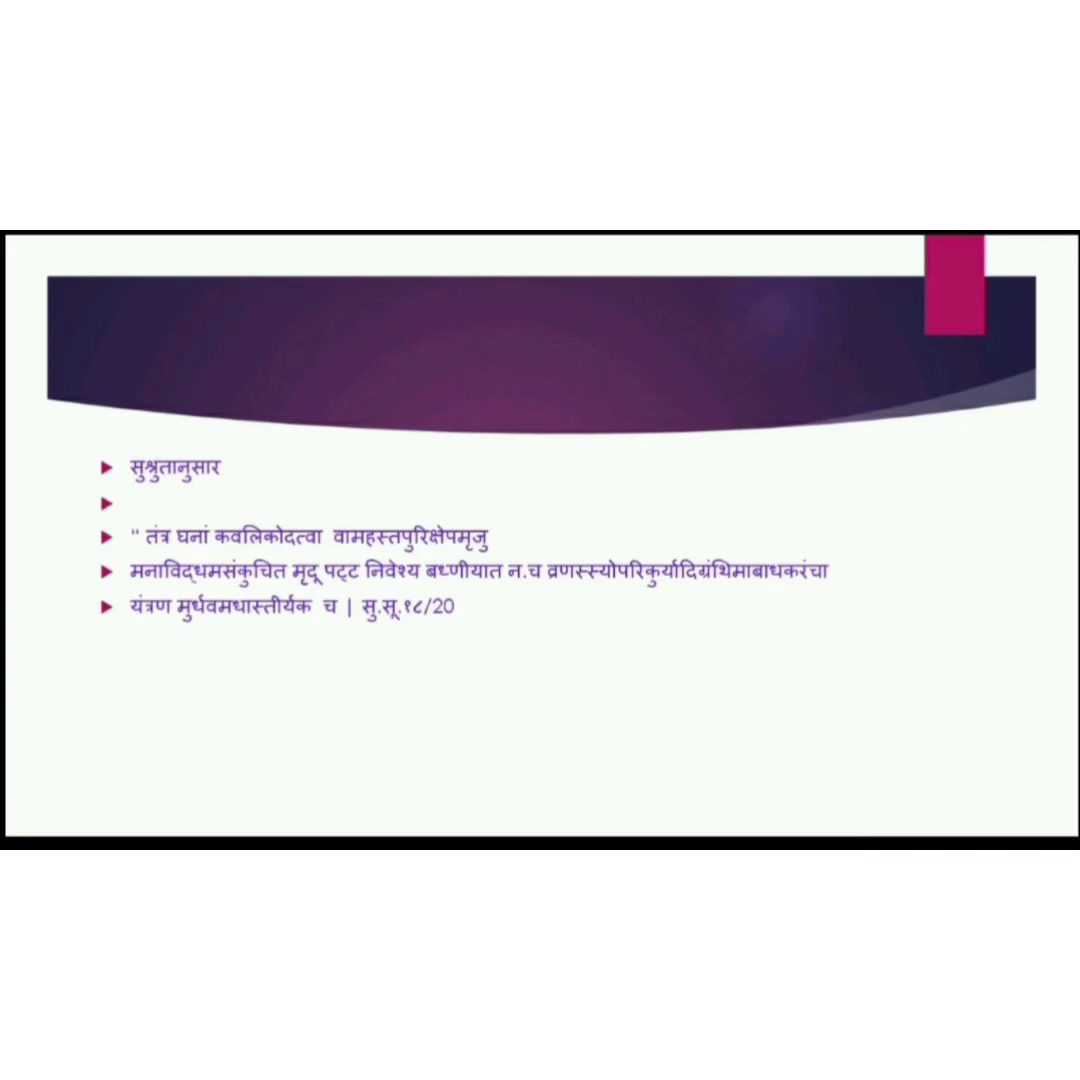 सुश्रुतानुसार
“ तंत्र घनां कवलिकोदत्वा वामहस्तपुरिक्षेपमृजु
मनाविद्धमसंकुचित मृदू पट्ट निवेश्य बध्णीयात न.च व्रणस्स्योपरिकुर्यादिग्रंथिमाबाधकरंचा
यंत्रण मुर्धवमधास्तीर्यक च | सु.सू.१८/20